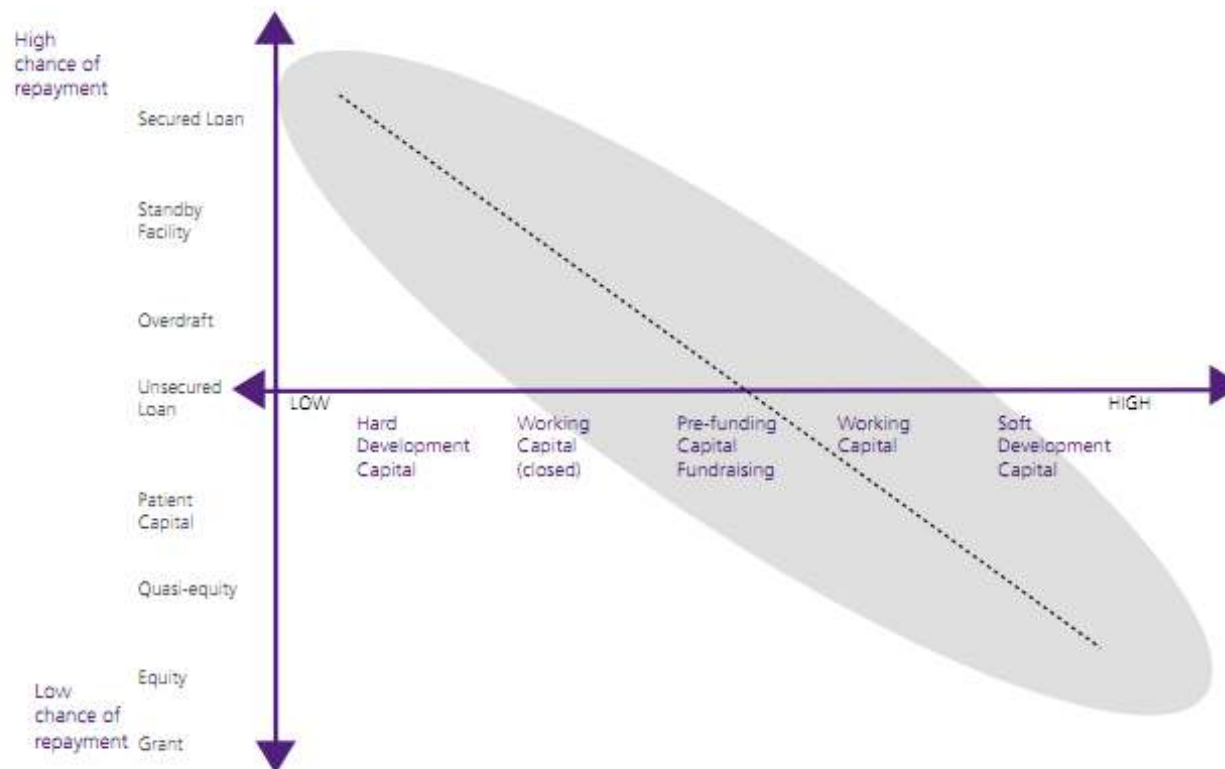 High
chance of
repayment
Secured Loan
Standby
Facility
Overdraft
Unsecured
Loan
LOW
HIGH
Hard
Development
Capital
Working
Capital
(closed)
Pre-funding
Capital
Fundraising
Working
Capital
Soft
Development
Capital
Patient
Capital
Quasi-equity
Equity
Low
chance of
repayment
Grant